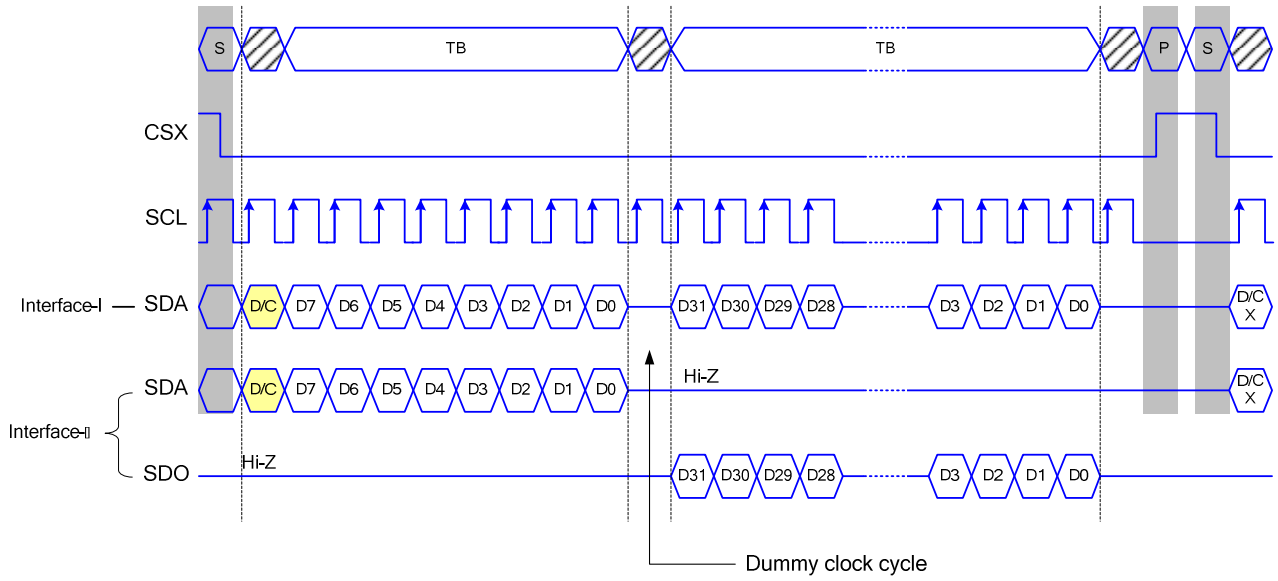 S TB TB P S
CSX
SCL
Interface-I SDA D/C D7 D6 D5 D4 D3 D2 D1 D0 D31 D30 D29 D28 D3 D2 D1 D0 D/C X
SDA D/C D7 D6 D5 D4 D3 D2 D1 D0 Hi-Z D/C X
Interface-▯
SDO Hi-Z D31 D30 D29 D28 D3 D2 D1 D0
Dummy clock cycle